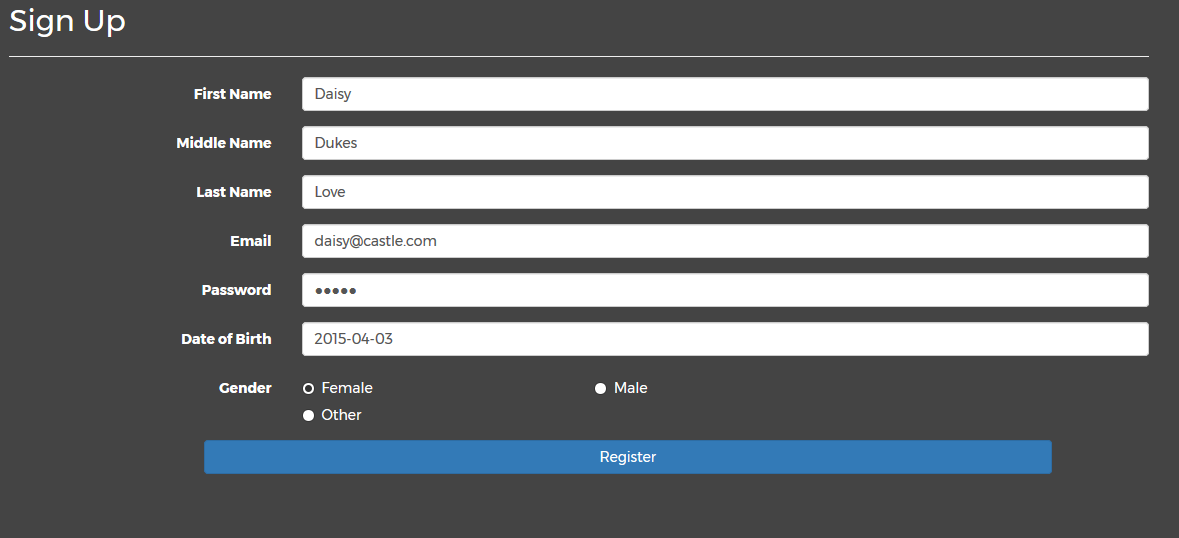 Sign Up
First Name Daisy
Middle Name Dukes
Last Name Love
Email daisy@castle.com
Password •••••
Date of Birth 2015-04-03
Gender Female Male
Other
Register